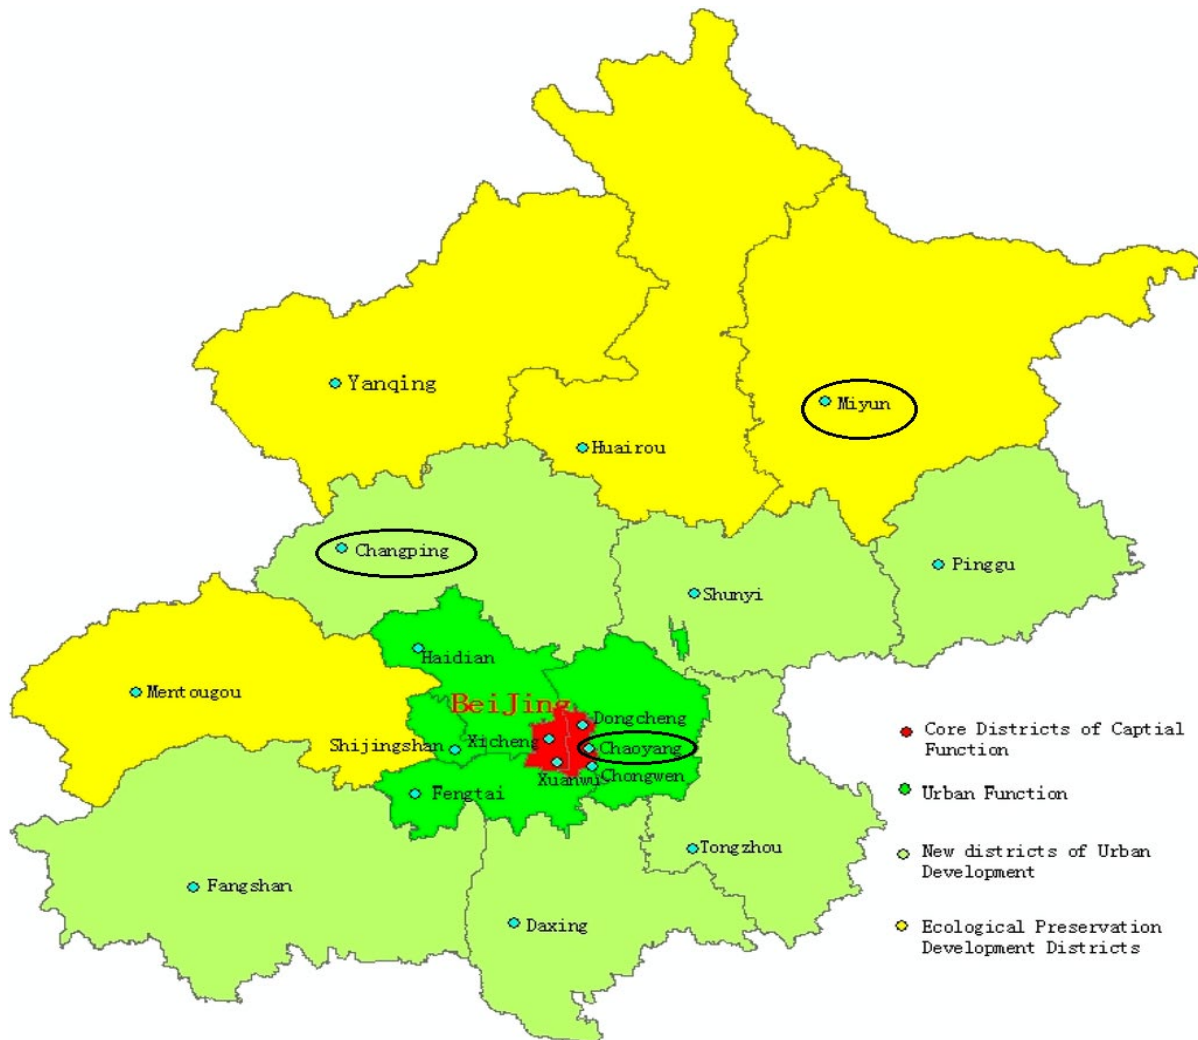 Yanqing
Miyun
Huairou
Changping
Pinggu
Shunyi
Haidian
Mentougou
BeiJing
Dongcheng
Shijingshan
Xicheng
Chaoyang
Xuanwu
Chongwen
Fengtai
Tongzhou
Fangshan
Daxing
Core Districts of Captial
Function
Urban Function
New districts of Urban
Development
Ecological Preservation
Development Districts